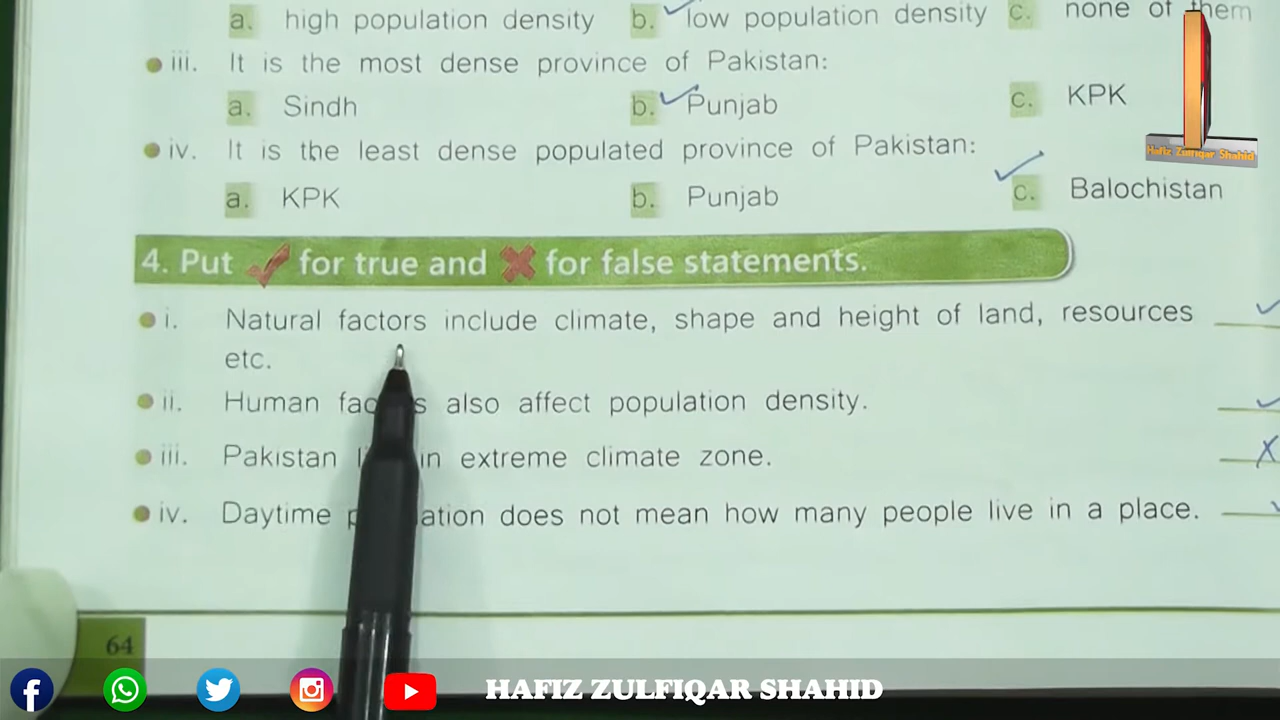 a. high population density b. low population density c. none of them
iii. It is the most dense province of Pakistan:
a. Sindh b. Punjab c. KPK
iv. It is the least dense populated province of Pakistan:
a. KPK b. Punjab c. Balochistan
Hafiz Zulfiqar Shahid
4. Put ✓ for true and ✗ for false statements.
i. Natural factors include climate, shape and height of land, resources
etc.
ii. Human also affect population density.
iii. Pakistan in extreme climate zone.
iv. Daytime does not mean how many people live in a place.
64
HAFIZ ZULFIQAR SHAHID